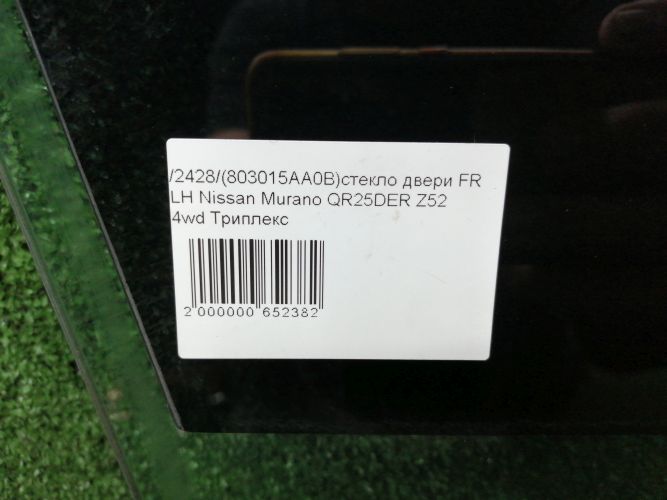 /2428/(803015AA0B)стекло двери FR
LH Nissan Murano QR25DER Z52
4wd Триплекс
2 000000 652382